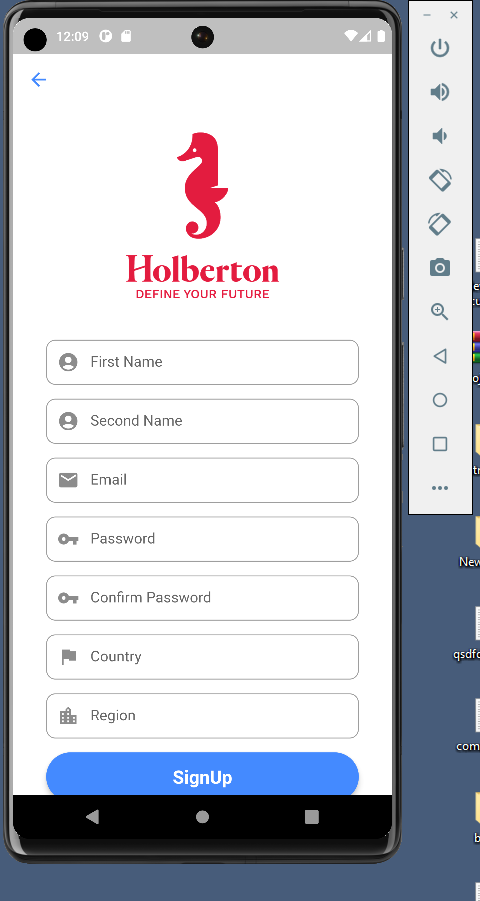 12:09
Holberton
DEFINE YOUR FUTURE
First Name
Second Name
Email
Password
Confirm Password
Country
Region
SignUp
New
qsdfc
com